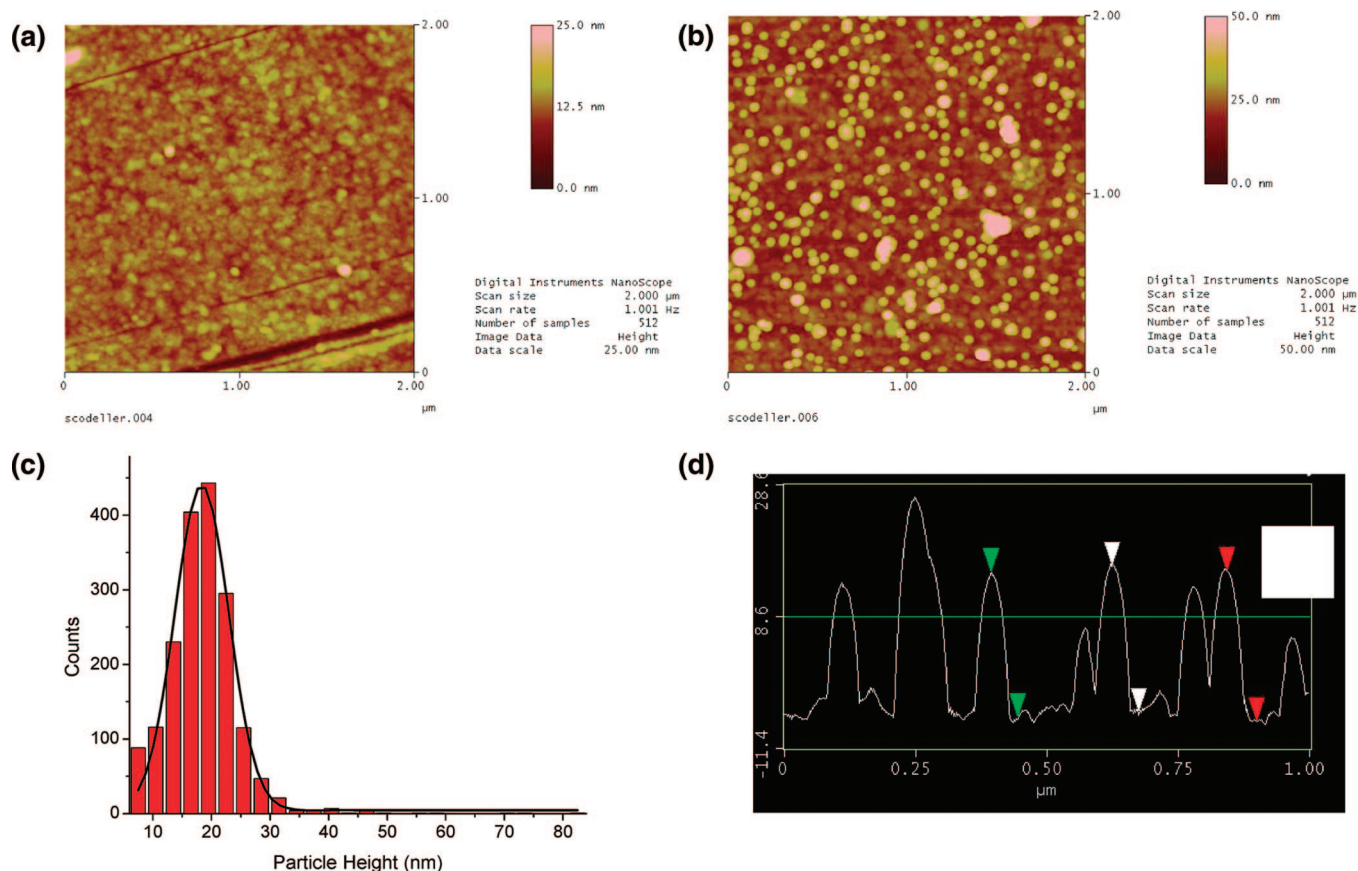 (a)
2.00
25.0 nm
12.5 nm
0.0 nm
1.00
Digital Instruments NanoScope
Scan size 2.000 µm
Scan rate 1.001 Hz
Number of samples 512
Image Data Height
Data scale 25.00 nm
0
0 1.00 2.00
µm
scodeller.004
(b)
2.00
50.0 nm
25.0 nm
0.0 nm
1.00
Digital Instruments NanoScope
Scan size 2.000 µm
Scan rate 1.001 Hz
Number of samples 512
Image Data Height
Data scale 50.00 nm
0
0 1.00 2.00
µm
scodeller.006
(c)
400
300
200
100
0
Counts
10 20 30 40 50 60 70 80
Particle Height (nm)
(d)
28.6
8.6
-11.4
0 0.25 0.50 0.75 1.00
µm